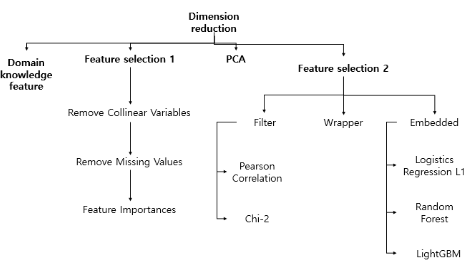 Dimension
reduction
Domain
knowledge
feature
Feature selection 1
PCA
Feature selection 2
Remove Collinear Variables
Remove Missing Values
Feature Importances
Filter
Wrapper
Embedded
Pearson
Correlation
Chi-2
Logistics
Regression L1
Random
Forest
LightGBM